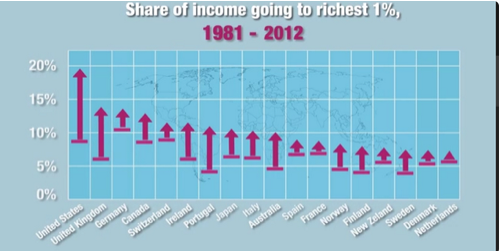 Share of income going to richest 1%,
1981 - 2012
20%
15%
10%
5%
0%
United States
United Kingdom
Germany
Canada
Switzerland
Ireland
Portugal
Japan
Italy
Australia
Spain
France
Norway
Finland
New Zealand
Sweden
Denmark
Netherlands